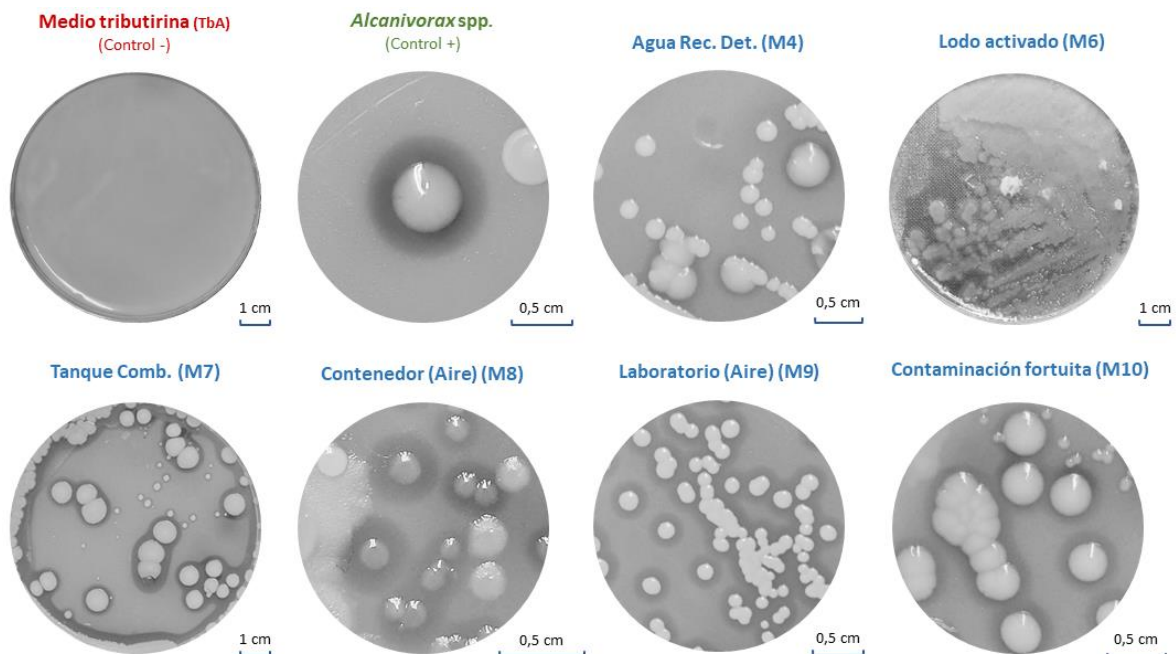 Medio tributirina (TbA)
(Control -)
Alcanivorax spp.
(Control +)
Agua Rec. Det. (M4)
Lodo activado (M6)
1 cm
0,5 cm
0,5 cm
1 cm
Tanque Comb. (M7)
Contenedor (Aire) (M8)
Laboratorio (Aire) (M9)
Contaminación fortuita (M10)
1 cm
0,5 cm
0,5 cm
0,5 cm